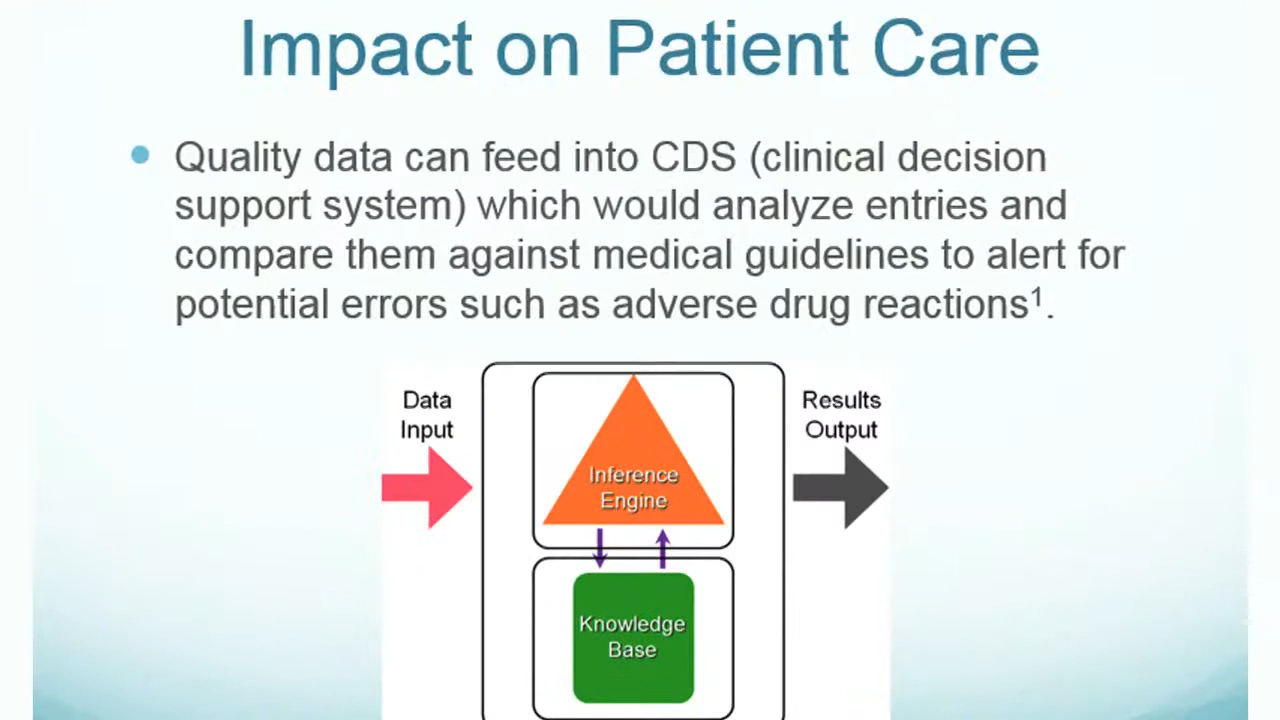 Impact on Patient Care
Quality data can feed into CDS (clinical decision
support system) which would analyze entries and
compare them against medical guidelines to alert for
potential errors such as adverse drug reactions¹.
Data
Input
Inference
Engine
Results
Output
Knowledge
Base